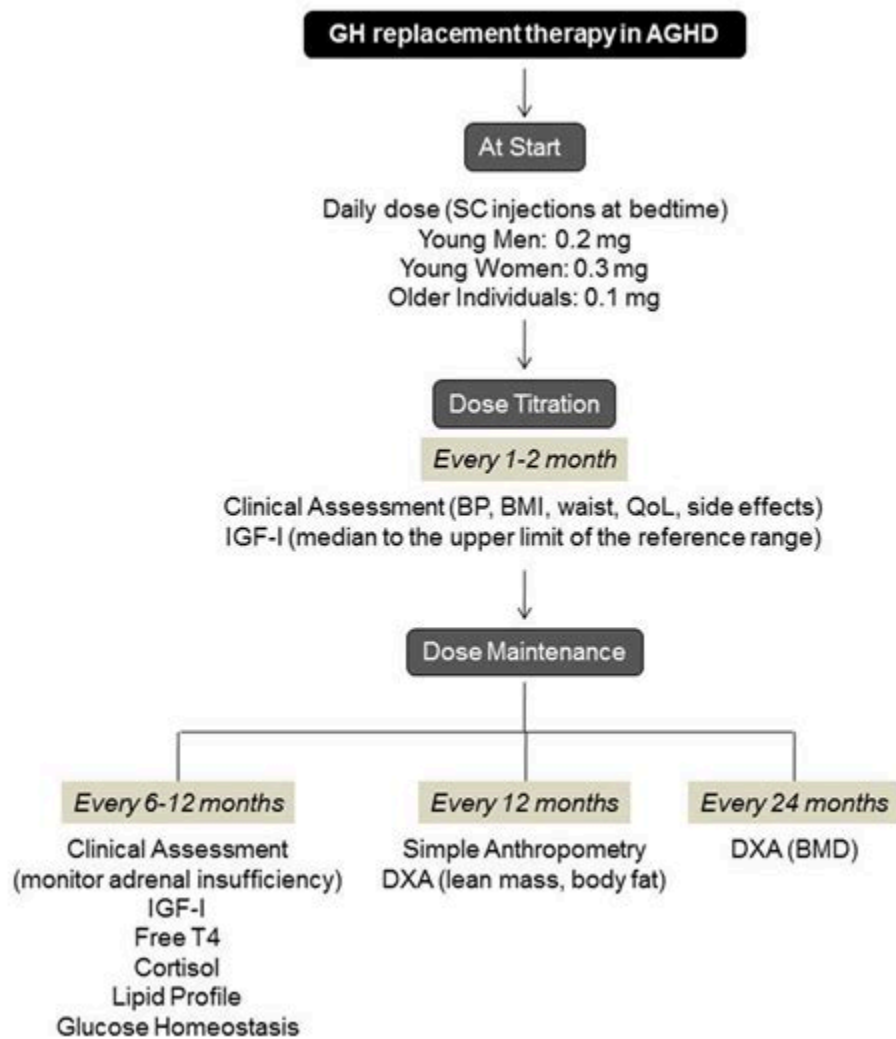 GH replacement therapy in AGHD
At Start
Daily dose (SC injections at bedtime)
Young Men: 0.2 mg
Young Women: 0.3 mg
Older Individuals: 0.1 mg
Dose Titration
Every 1-2 month
Clinical Assessment (BP, BMI, waist, QoL, side effects)
IGF-I (median to the upper limit of the reference range)
Dose Maintenance
Every 6-12 months
Clinical Assessment
(monitor adrenal insufficiency)
IGF-I
Free T4
Cortisol
Lipid Profile
Glucose Homeostasis
Every 12 months
Simple Anthropometry
DXA (lean mass, body fat)
Every 24 months
DXA (BMD)